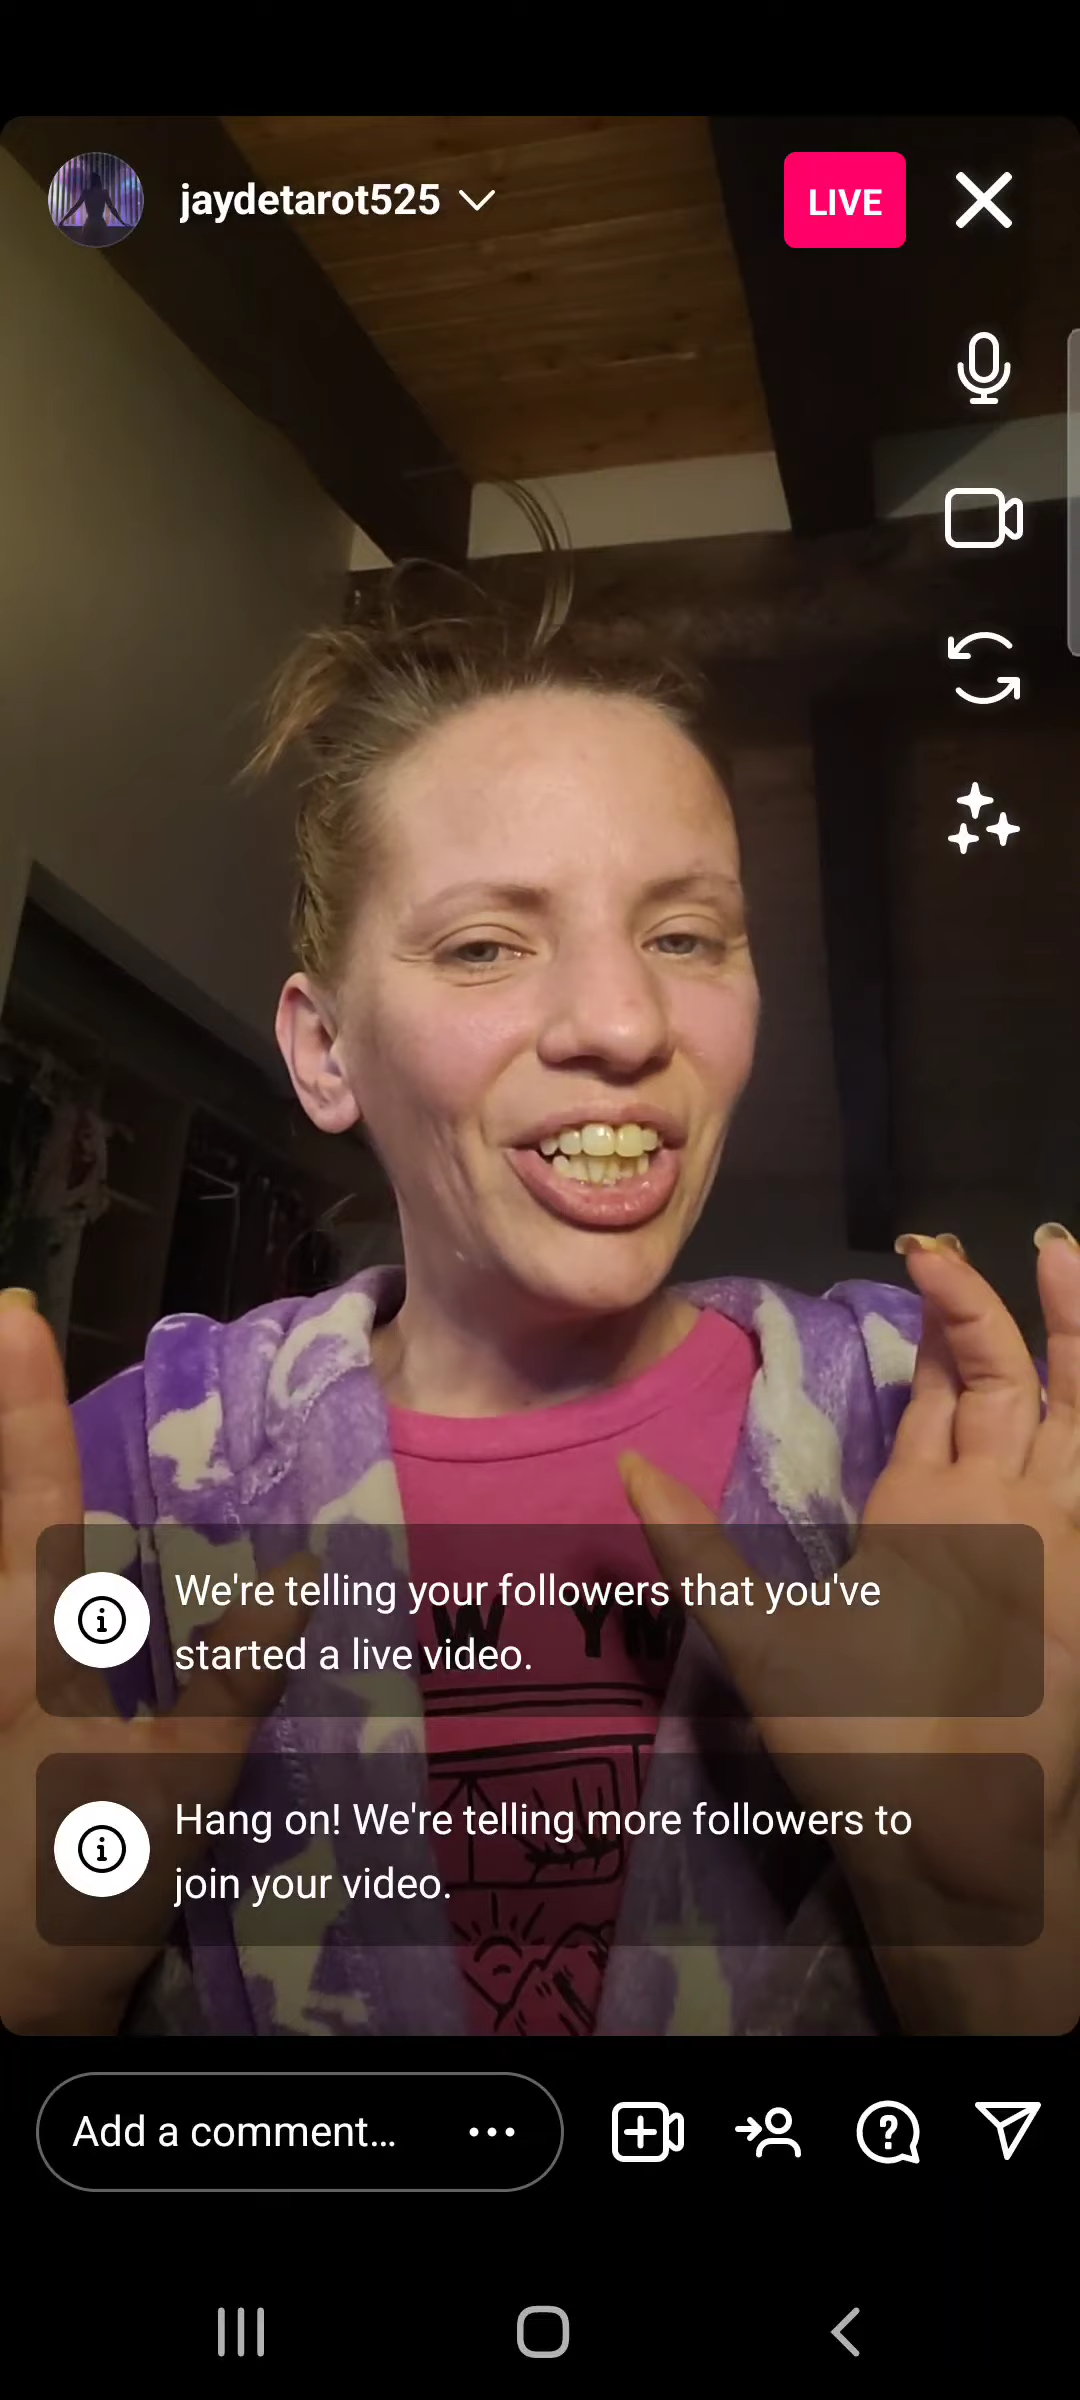 jaydetarot525
LIVE
We're telling your followers that you've
started a live video.
Hang on! We're telling more followers to
join your video.
Add a comment...